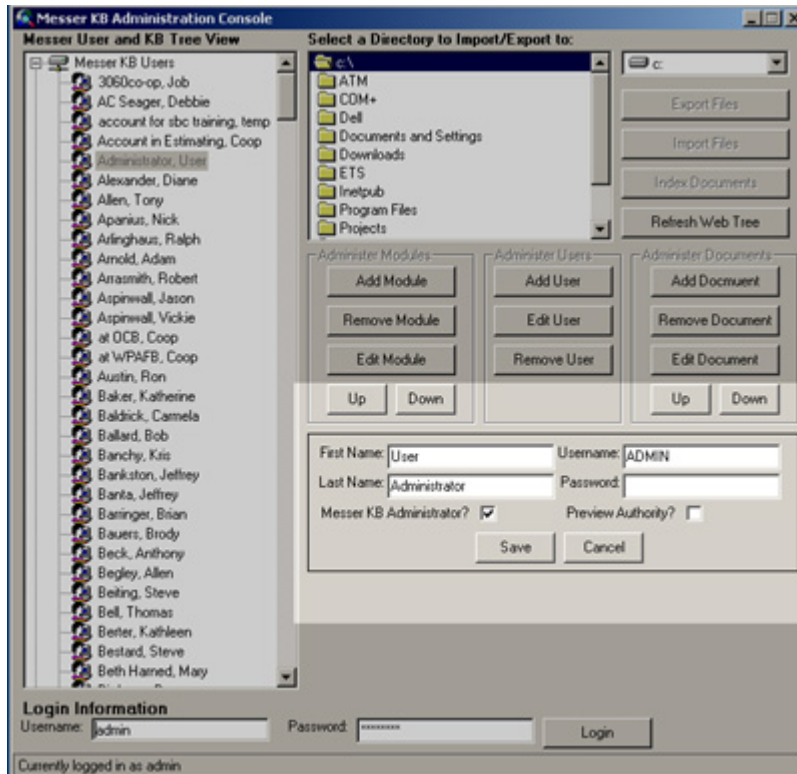 Messer KB Administration Console
Messer User and KB Tree View
Messer KB Users
3060co-op, Job
AC Seager, Debbie
account for sbc training, temp
Account in Estimating, Coop
Administrator, User
Alexander, Diane
Allen, Tony
Apanius, Nick
Arlinghaus, Ralph
Arnold, Adam
Arrasmith, Robert
Aspinwall, Jason
Aspinwall, Vickie
at OCB, Coop
at WPAFB, Coop
Austin, Ron
Baker, Katherine
Baldrick, Carmela
Ballard, Bob
Banchy, Kris
Bankston, Jeffrey
Banta, Jeffrey
Barringer, Brian
Bauers, Brody
Beck, Anthony
Begley, Allen
Beiting, Steve
Bell, Thomas
Berter, Kathleen
Bestard, Steve
Beth Harned, Mary
Select a Directory to Import/Export to:
c:\
ATM
COM+
Dell
Documents and Settings
Downloads
ETS
Inetpub
Program Files
Projects
c:
Export Files
Import Files
Index Documents
Refresh Web Tree
Administer Modules
Add Module
Remove Module
Edit Module
Up Down
Administer Users
Add User
Edit User
Remove User
Administer Documents
Add Docmuent
Remove Document
Edit Document
Up Down
First Name: User Username: ADMIN
Last Name: Administrator Password:
Messer KB Administrator? Preview Authority?
Save Cancel
Login Information
Username: admin Password: ******** Login
Currently logged in as admin